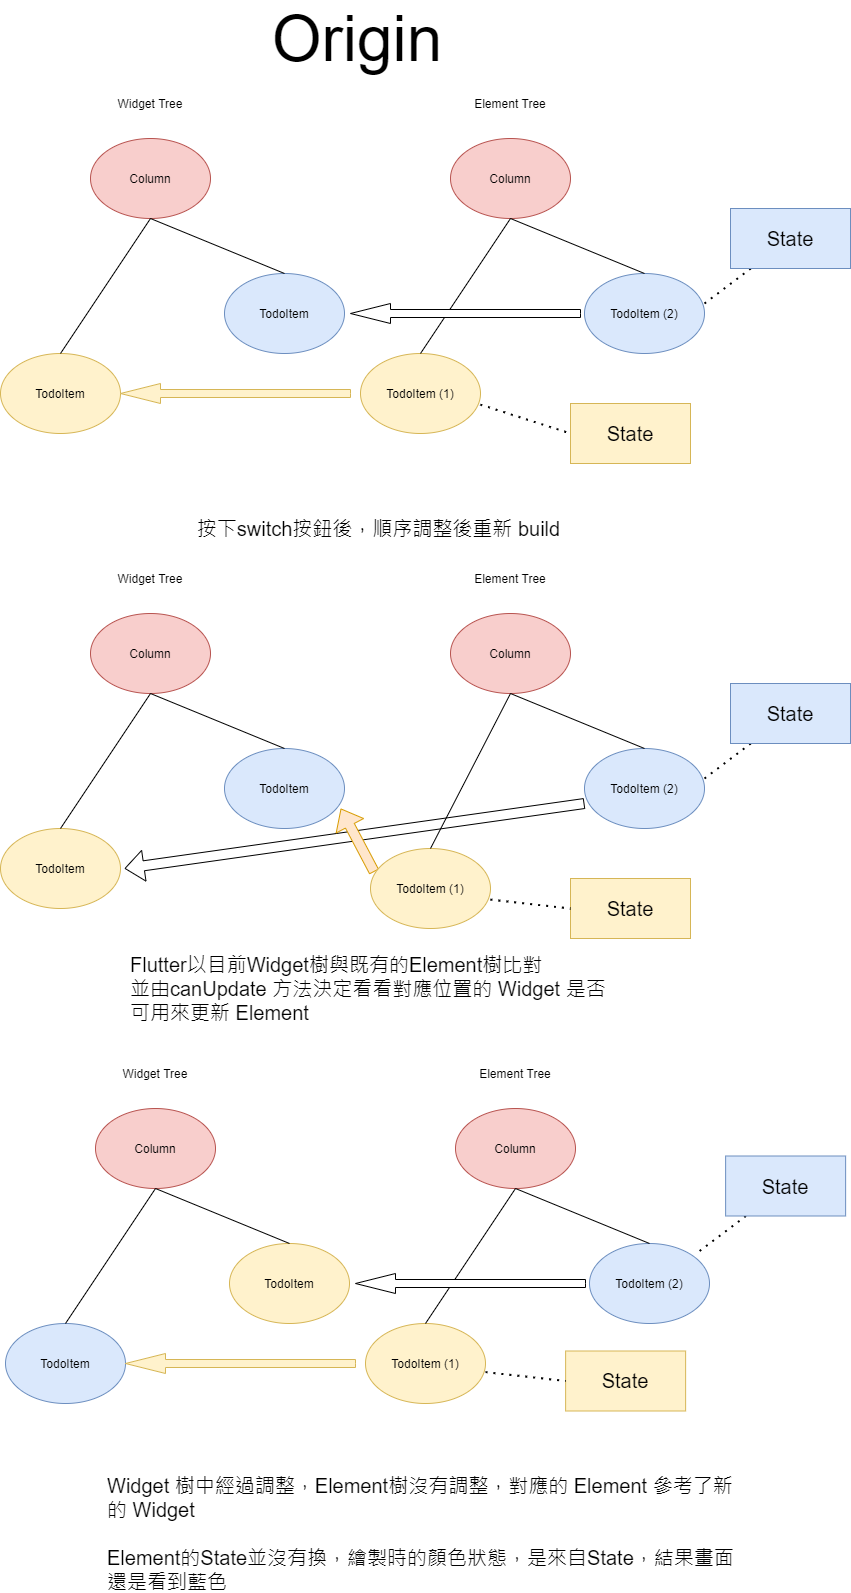 Origin
Widget Tree
Element Tree
Column
Column
State
TodoItem
TodoItem (2)
TodoItem
TodoItem (1)
State
按下switch按鈕後，順序調整後重新 build
Widget Tree
Element Tree
Column
Column
State
TodoItem
TodoItem (2)
TodoItem
TodoItem (1)
State
Flutter以目前Widget樹與既有的Element樹比對
並由canUpdate 方法決定看看對應位置的 Widget 是否
可用來更新 Element
Widget Tree
Element Tree
Column
Column
State
TodoItem
TodoItem (2)
TodoItem
TodoItem (1)
State
Widget 樹中經過調整，Element樹沒有調整，對應的 Element 參考了新
的 Widget
Element的State並沒有換，繪製時的顏色狀態，是來自State，結果畫面
還是看到藍色